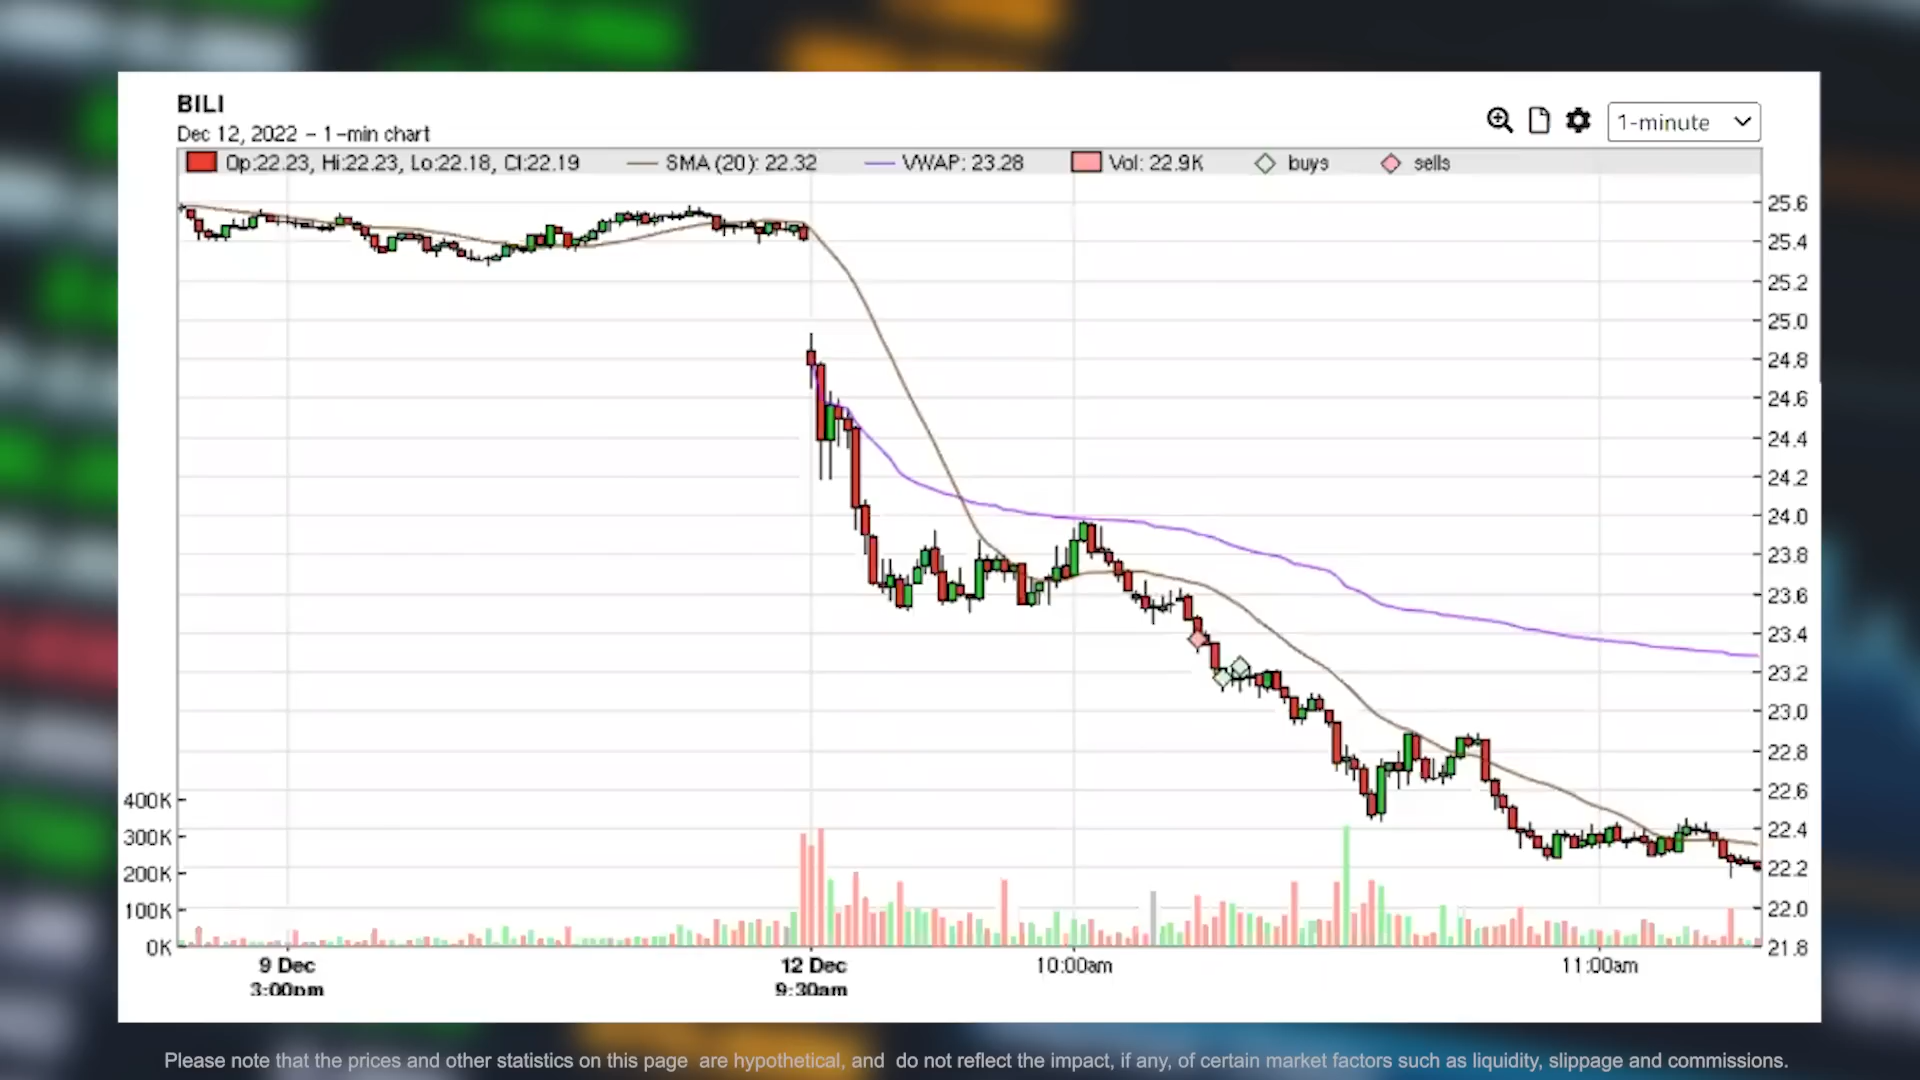 BILI
Dec 12, 2022 – 1-min chart
1-minute
Op:22.23, Hi:22.23, Lo:22.18, Cl:22.19 SMA (20): 22.32 VWAP: 23.28 Vol: 22.9K buys sells
25.6
25.4
25.2
25.0
24.8
24.6
24.4
24.2
24.0
23.8
23.6
23.4
23.2
23.0
22.8
22.6
22.4
22.2
22.0
21.8
400K
300K
200K
100K
0K
9 Dec 12 Dec 10:00am 11:00am
3:00pm 9:30am
Please note that the prices and other statistics on this page are hypothetical, and do not reflect the impact, if any, of certain market factors such as liquidity, slippage and commissions.